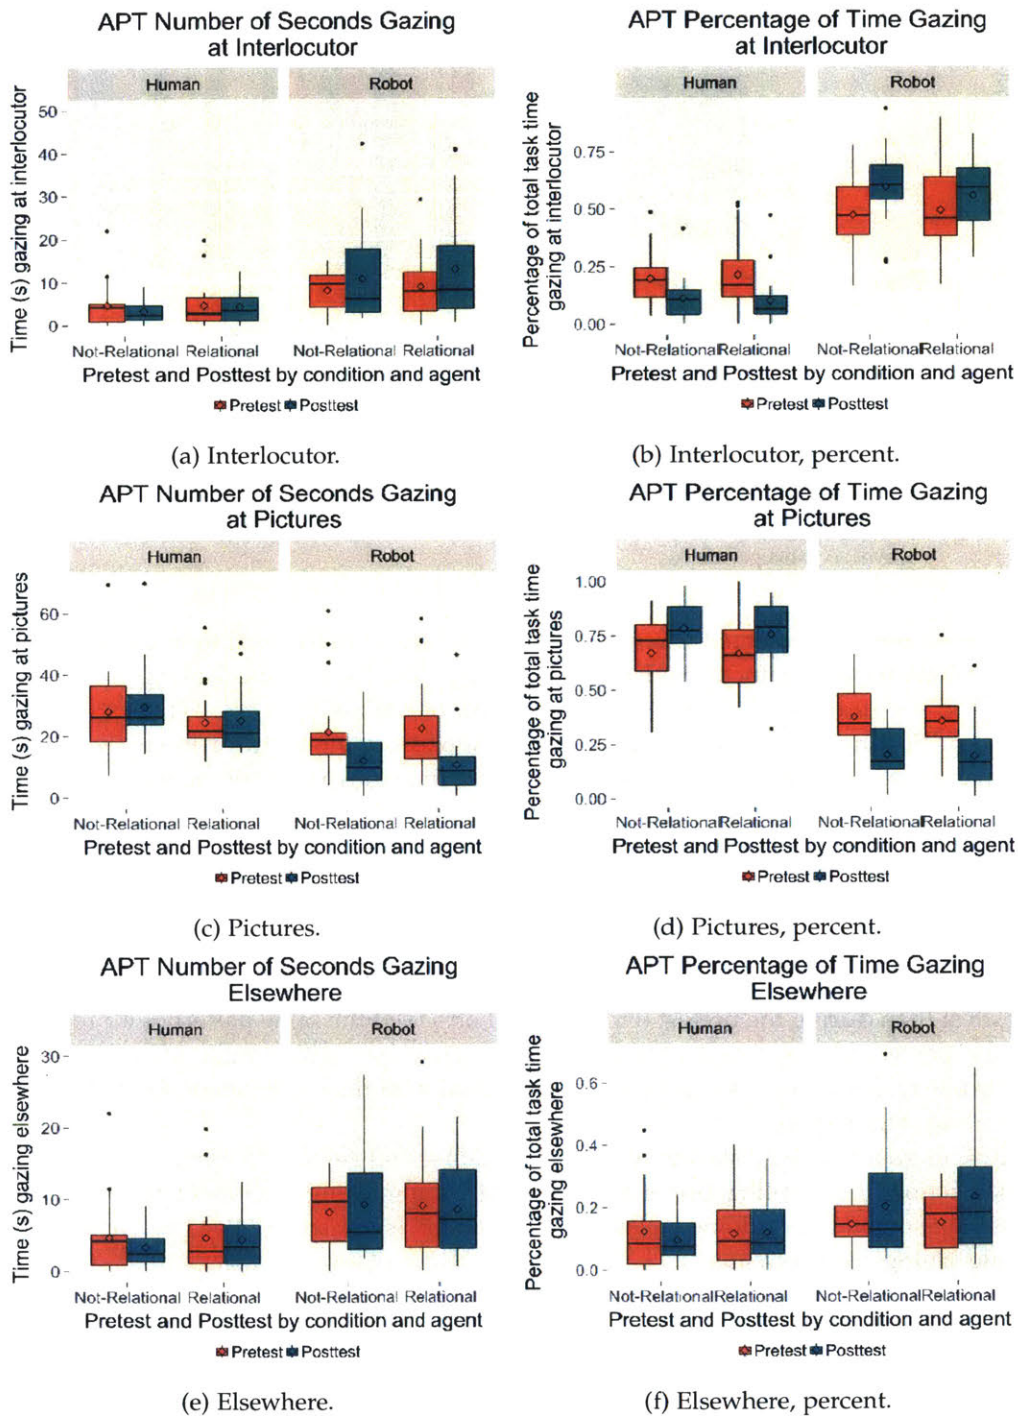 APT Number of Seconds Gazing
at Interlocutor
Human
Robot
Time (s) gazing at interlocutor
50
40
30
20
10
0
Not-Relational Relational
Not-Relational Relational
Pretest and Posttest by condition and agent
Pretest Posttest
(a) Interlocutor.
APT Percentage of Time Gazing
at Interlocutor
Human
Robot
Percentage of total task time
gazing at interlocutor
0.75
0.50
0.25
0.00
Not-Relational Relational
Not-Relational Relational
Pretest and Posttest by condition and agent
Pretest Posttest
(b) Interlocutor, percent.
APT Number of Seconds Gazing
at Pictures
Human
Robot
Time (s) gazing at pictures
60
40
20
0
Not-Relational Relational
Not-Relational Relational
Pretest and Posttest by condition and agent
Pretest Posttest
(c) Pictures.
APT Percentage of Time Gazing
at Pictures
Human
Robot
Percentage of total task time
gazing at pictures
1.00
0.75
0.50
0.25
0.00
Not-Relational Relational
Not-Relational Relational
Pretest and Posttest by condition and agent
Pretest Posttest
(d) Pictures, percent.
APT Number of Seconds Gazing
Elsewhere
Human
Robot
Time (s) gazing elsewhere
30
20
10
0
Not-Relational Relational
Not-Relational Relational
Pretest and Posttest by condition and agent
Pretest Posttest
(e) Elsewhere.
APT Percentage of Time Gazing
Elsewhere
Human
Robot
Percentage of total task time
gazing elsewhere
0.6
0.4
0.2
0.0
Not-Relational Relational
Not-Relational Relational
Pretest and Posttest by condition and agent
Pretest Posttest
(f) Elsewhere, percent.